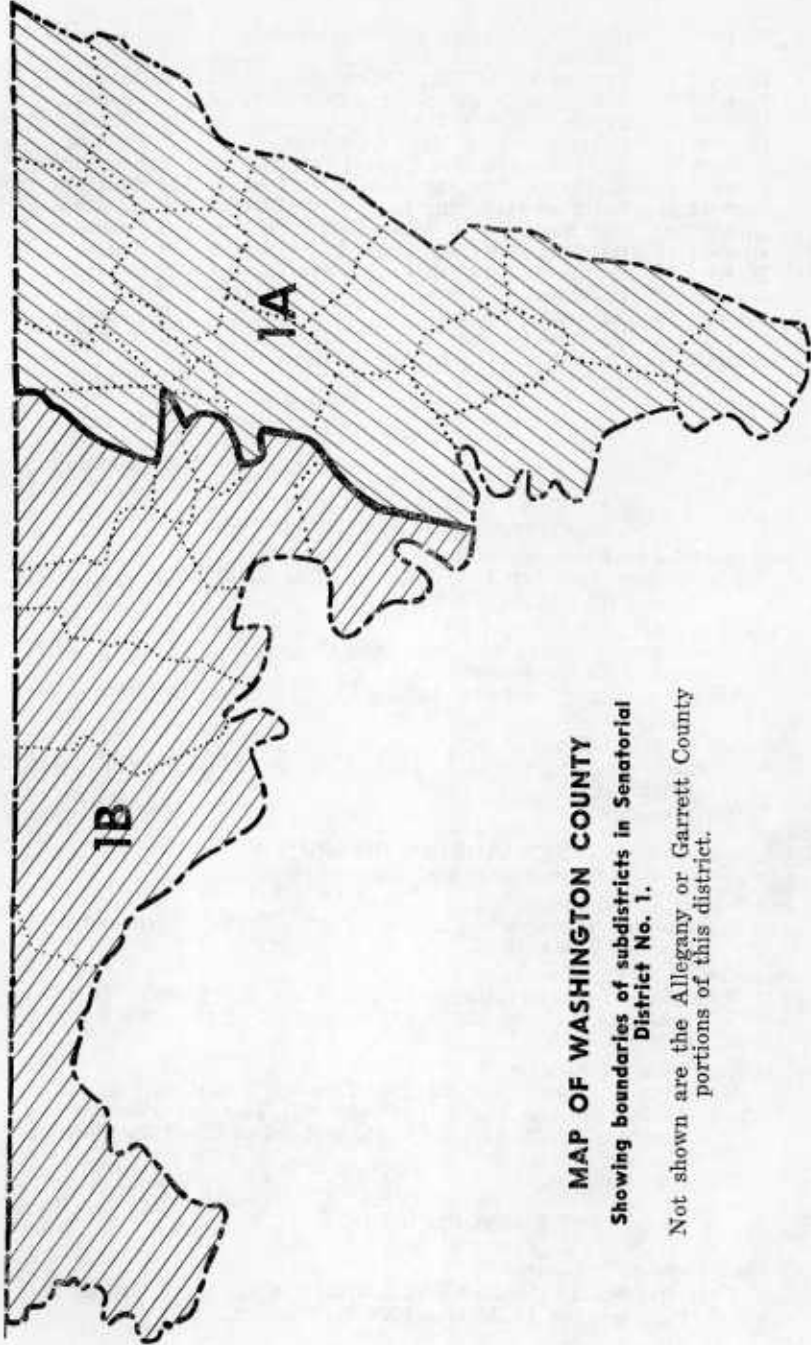 1A
1B
MAP OF WASHINGTON COUNTY
Showing boundaries of subdistricts in Senatorial
District No. 1.
Not shown are the Allegany or Garrett County
portions of this district.